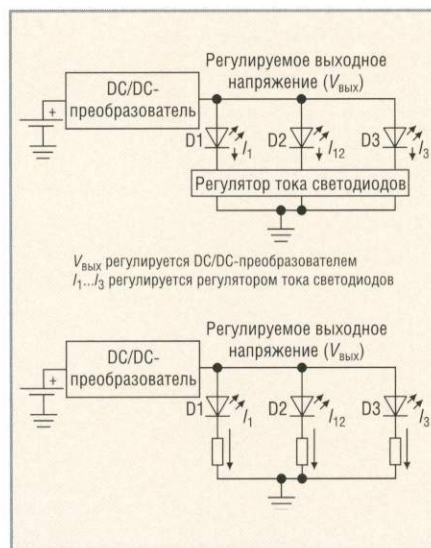 Регулируемое выходное
напряжение (Vвых)
DC/DC-
преобразователь
+
D1
I1
D2
I12
D3
I3
Регулятор тока светодиодов
Vвых регулируется DC/DC-преобразователем
I1...I3 регулируется регулятором тока светодиодов
Регулируемое выходное
напряжение (Vвых)
DC/DC-
преобразователь
+
D1
I1
D2
I12
D3
I3